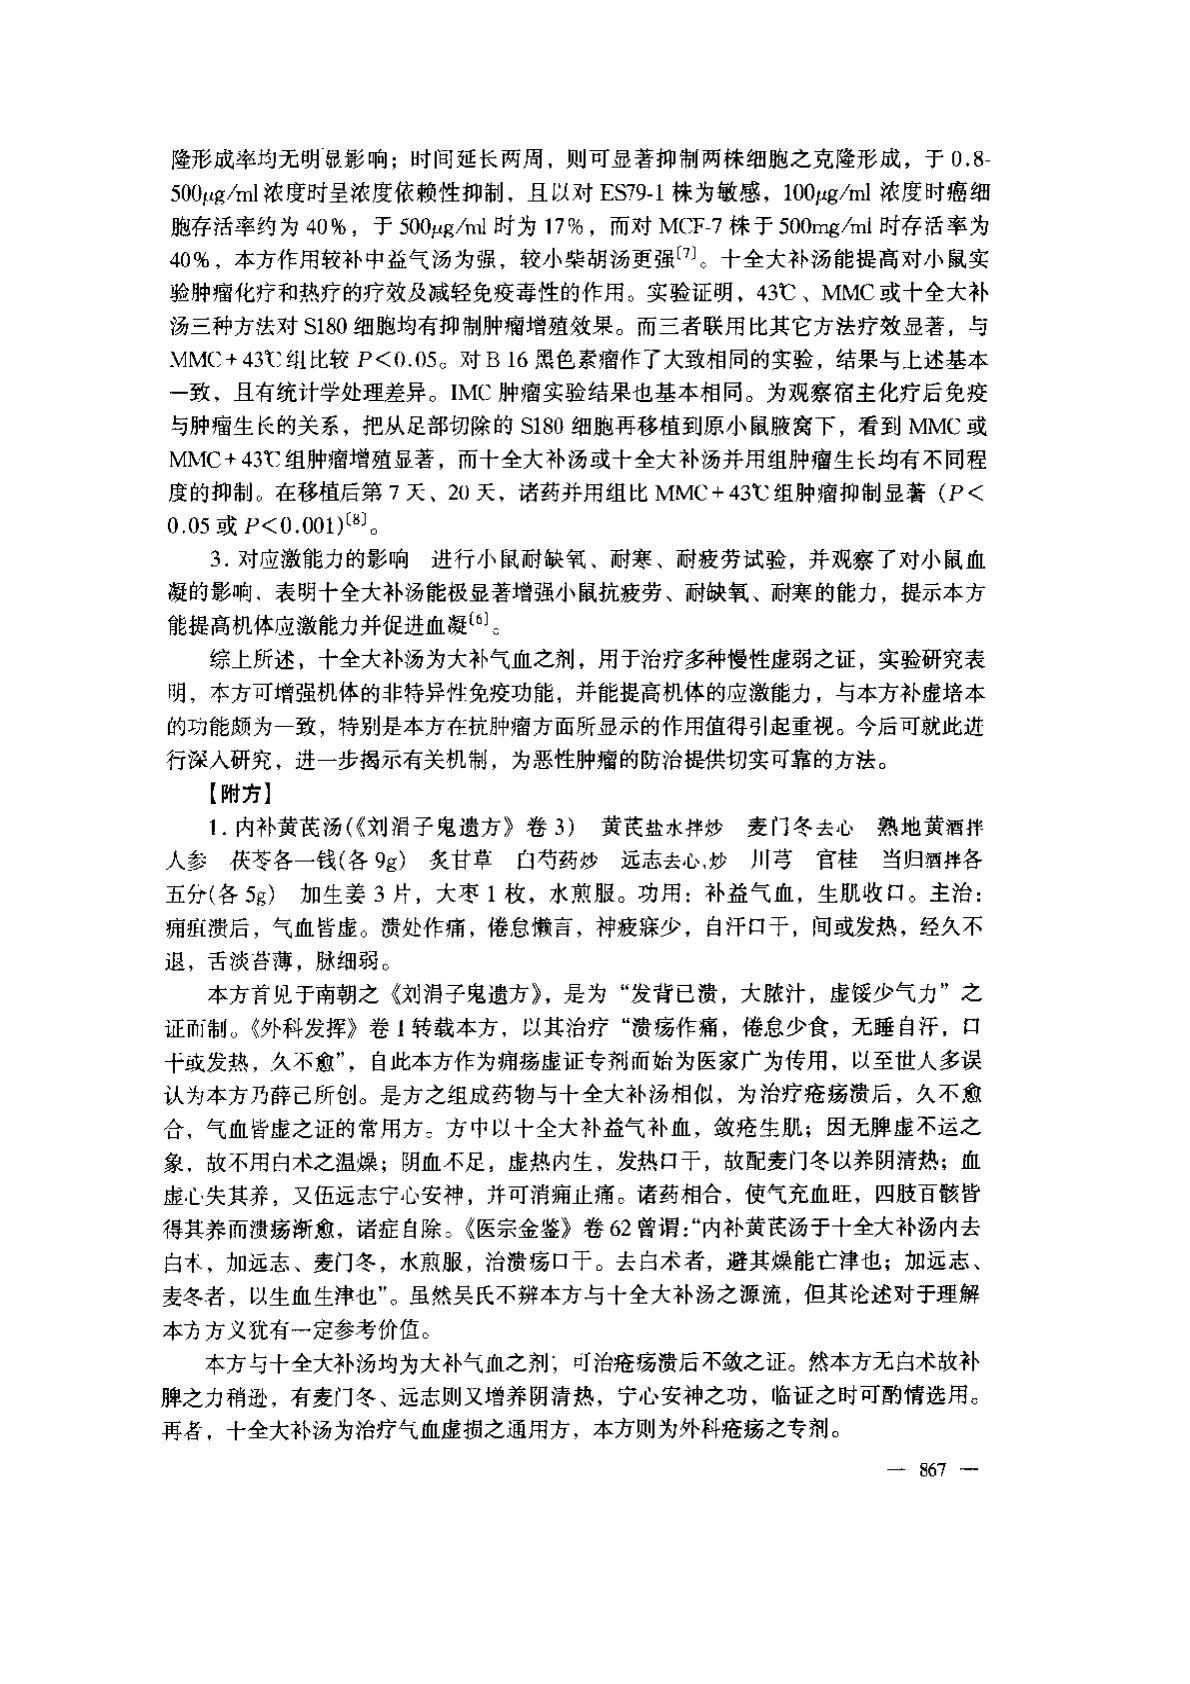 隆形成率均无明显影响；时间延长两周，则可显著抑制两株细胞之克隆形成，于 0.8-
500μg/ml 浓度时呈浓度依赖性抑制，且以对 ES79-1 株为敏感，100μg/ml 浓度时癌细
胞存活率约为 40%，于 500μg/ml 时为 17%，而对 MCF-7 株于 500mg/ml 时存活率为
40%，本方作用较补中益气汤为强，较小柴胡汤更强〔7〕。十全大补汤能提高对小鼠实
验肿瘤化疗和热疗的疗效及减轻免疫毒性的作用。实验证明，43℃、MMC 或十全大补
汤三种方法对 S180 细胞均有抑制肿瘤增殖效果。而三者联用比其它方法疗效显著，与
MMC+43℃组比较 P<0.05。对 B 16 黑色素瘤作了大致相同的实验，结果与上述基本
一致，且有统计学处理差异。IMC 肿瘤实验结果也基本相同。为观察宿主化疗后免疫
与肿瘤生长的关系，把从足部切除的 S180 细胞再移植到原小鼠腋窝下，看到 MMC 或
MMC+43℃组肿瘤增殖显著，而十全大补汤或十全大补汤并用组肿瘤生长均有不同程
度的抑制。在移植后第 7 天、20 天，诸药并用组比 MMC+43℃组肿瘤抑制显著（P<
0.05 或 P<0.001)〔8〕。
3. 对应激能力的影响　进行小鼠耐缺氧、耐寒、耐疲劳试验，并观察了对小鼠血
凝的影响，表明十全大补汤能极显著增强小鼠抗疲劳、耐缺氧、耐寒的能力，提示本方
能提高机体应激能力并促进血凝〔6〕。
综上所述，十全大补汤为大补气血之剂，用于治疗多种慢性虚弱之证，实验研究表
明，本方可增强机体的非特异性免疫功能，并能提高机体的应激能力，与本方补虚培本
的功能颇为一致，特别是本方在抗肿瘤方面所显示的作用值得引起重视。今后可就此进
行深入研究，进一步揭示有关机制，为恶性肿瘤的防治提供切实可靠的方法。
【附方】
1. 内补黄芪汤(《刘涓子鬼遗方》卷 3)　黄芪盐水拌炒　麦门冬去心　熟地黄酒拌
人参　茯苓各一钱(各 9g)　炙甘草　白芍药炒　远志去心,炒　川芎　官桂　当归酒拌各
五分(各 5g)　加生姜 3 片，大枣 1 枚，水煎服。功用：补益气血，生肌收口。主治：
痈疽溃后，气血皆虚。溃处作痛，倦怠懒言，神疲寐少，自汗口干，间或发热，经久不
退，舌淡苔薄，脉细弱。
本方首见于南朝之《刘涓子鬼遗方》，是为“发背已溃，大脓汁，虚馁少气力”之
证而制。《外科发挥》卷 1 转载本方，以其治疗“溃疡作痛，倦怠少食，无睡自汗，口
干或发热，久不愈”，自此本方作为痈疡虚证专剂而始为医家广为传用，以至世人多误
认为本方乃薛己所创。是方之组成药物与十全大补汤相似，为治疗疮疡溃后，久不愈
合，气血皆虚之证的常用方。方中以十全大补益气补血，敛疮生肌；因无脾虚不运之
象，故不用白术之温燥；阴血不足，虚热内生，发热口干，故配麦门冬以养阴清热；血
虚心失其养，又伍远志宁心安神，并可消痈止痛。诸药相合，使气充血旺，四肢百骸皆
得其养而溃疡渐愈，诸症自除。《医宗金鉴》卷 62 曾谓：“内补黄芪汤于十全大补汤内去
白术，加远志、麦门冬，水煎服，治溃疡口干。去白术者，避其燥能亡津也；加远志、
麦冬者，以生血生津也”。虽然吴氏不辨本方与十全大补汤之源流，但其论述对于理解
本方方义犹有一定参考价值。
本方与十全大补汤均为大补气血之剂；可治疮疡溃后不敛之证。然本方无白术故补
脾之力稍逊，有麦门冬、远志则又增养阴清热，宁心安神之功，临证之时可酌情选用。
再者，十全大补汤为治疗气血虚损之通用方，本方则为外科疮疡之专剂。
— 867 —